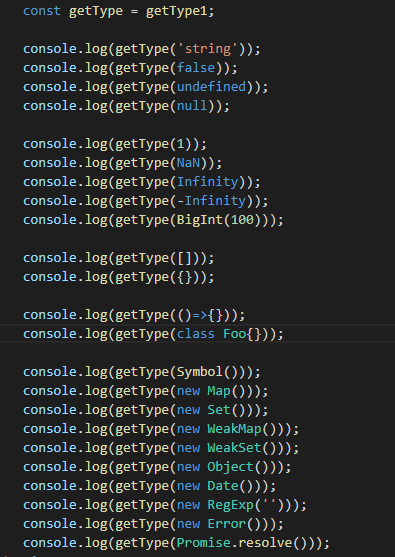 const getType = getType1;
console.log(getType('string'));
console.log(getType(false));
console.log(getType(undefined));
console.log(getType(null));
console.log(getType(1));
console.log(getType(NaN));
console.log(getType(Infinity));
console.log(getType(-Infinity));
console.log(getType(BigInt(100)));
console.log(getType([]));
console.log(getType({}));
console.log(getType(()=>{}));
console.log(getType(class Foo{}));
console.log(getType(Symbol()));
console.log(getType(new Map()));
console.log(getType(new Set()));
console.log(getType(new WeakMap()));
console.log(getType(new WeakSet()));
console.log(getType(new Object()));
console.log(getType(new Date()));
console.log(getType(new RegExp('')));
console.log(getType(new Error()));
console.log(getType(Promise.resolve()));